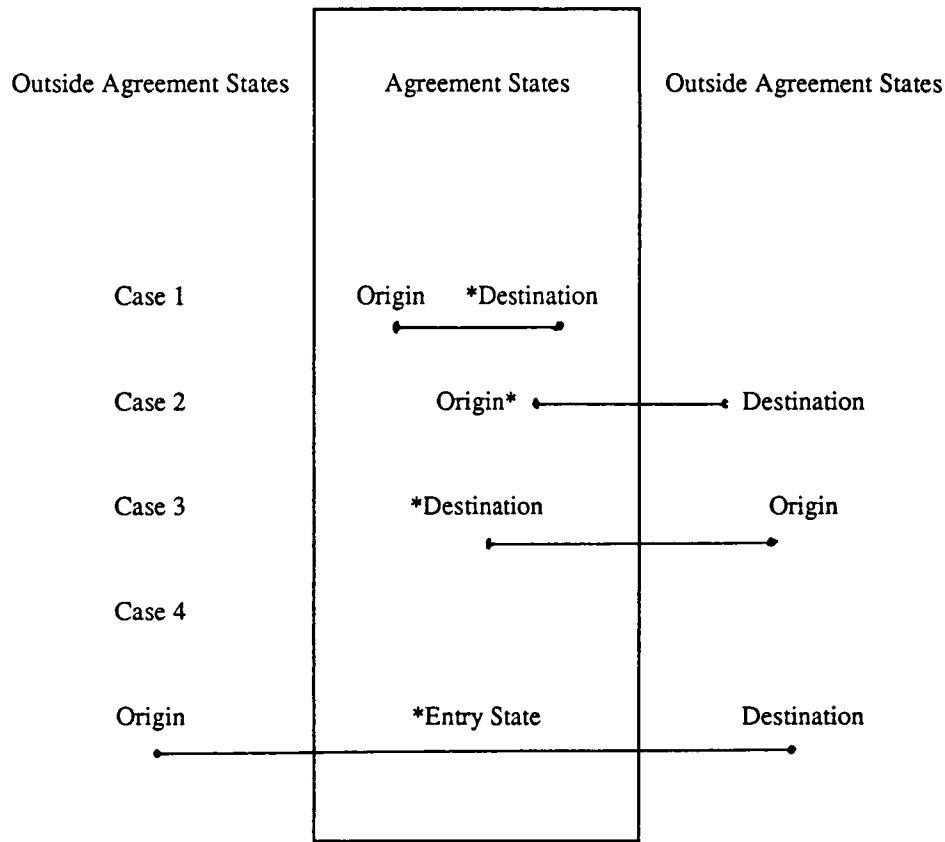 Outside Agreement States Agreement States Outside Agreement States
Case 1 Origin *Destination
Case 2 Origin* Destination
Case 3 *Destination Origin
Case 4
Origin *Entry State Destination